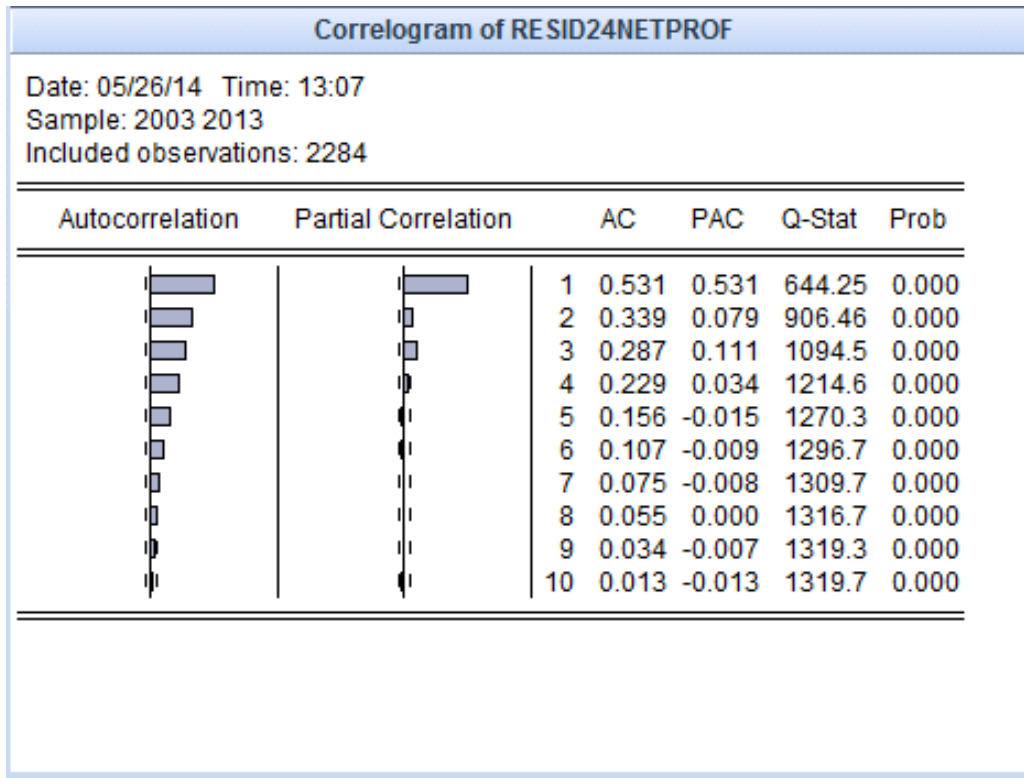 Correlogram of RESID24NETPROF
Date: 05/26/14 Time: 13:07
Sample: 2003 2013
Included observations: 2284
Autocorrelation Partial Correlation AC PAC Q-Stat Prob
1 0.531 0.531 644.25 0.000
2 0.339 0.079 906.46 0.000
3 0.287 0.111 1094.5 0.000
4 0.229 0.034 1214.6 0.000
5 0.156 -0.015 1270.3 0.000
6 0.107 -0.009 1296.7 0.000
7 0.075 -0.008 1309.7 0.000
8 0.055 0.000 1316.7 0.000
9 0.034 -0.007 1319.3 0.000
10 0.013 -0.013 1319.7 0.000